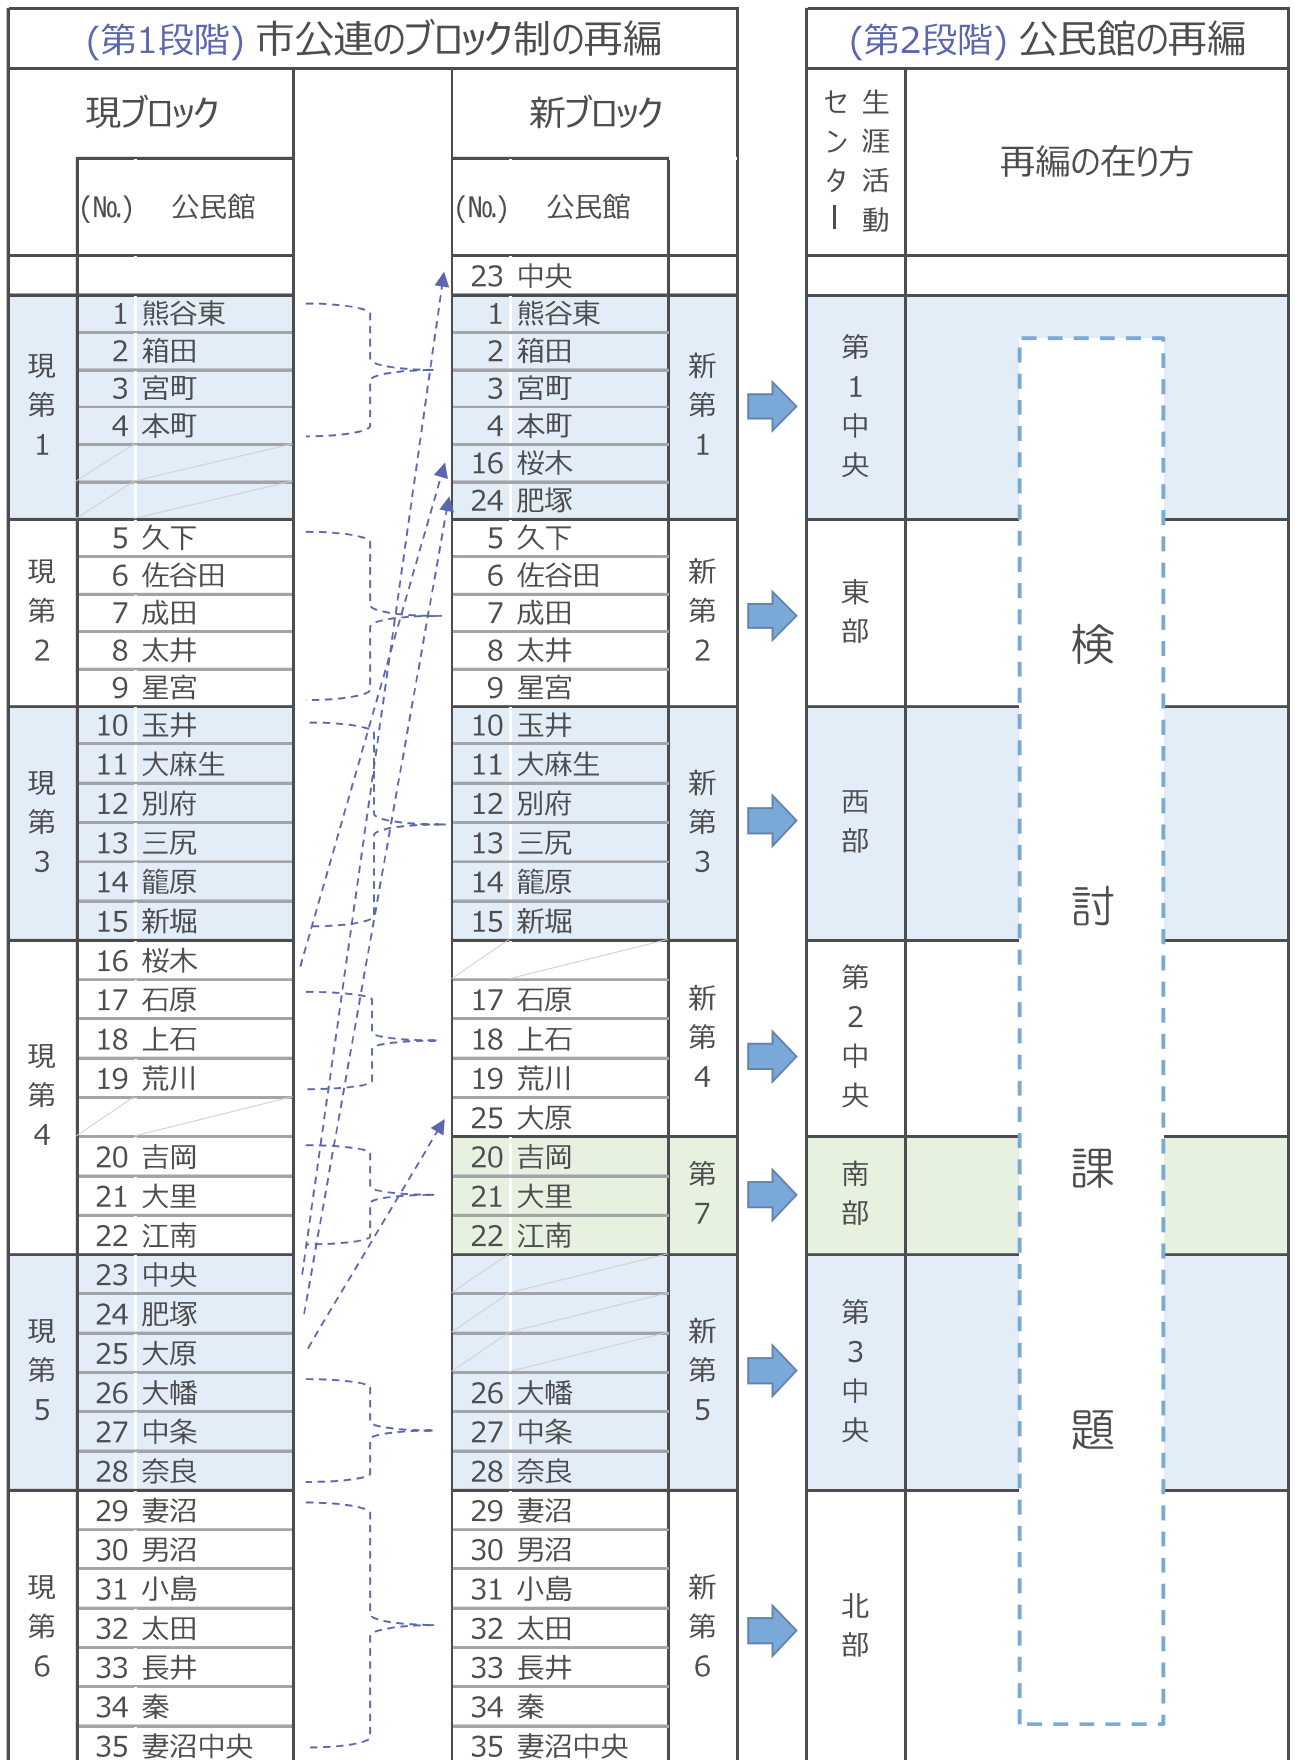 (第1段階) 市公連のブロック制の再編
(第2段階) 公民館の再編
現ブロック
新ブロック
生涯活動センター
再編の在り方
(№) 公民館
(№) 公民館
現第1
1 熊谷東
2 箱田
3 宮町
4 本町
現第2
5 久下
6 佐谷田
7 成田
8 太井
9 星宮
現第3
10 玉井
11 大麻生
12 別府
13 三尻
14 籠原
15 新堀
現第4
16 桜木
17 石原
18 上石
19 荒川
20 吉岡
21 大里
22 江南
現第5
23 中央
24 肥塚
25 大原
26 大幡
27 中条
28 奈良
現第6
29 妻沼
30 男沼
31 小島
32 太田
33 長井
34 秦
35 妻沼中央
23 中央
1 熊谷東
2 箱田
3 宮町
4 本町
16 桜木
24 肥塚
新第1
5 久下
6 佐谷田
7 成田
8 太井
9 星宮
新第2
10 玉井
11 大麻生
12 別府
13 三尻
14 籠原
15 新堀
新第3
17 石原
18 上石
19 荒川
25 大原
新第4
20 吉岡
21 大里
22 江南
第7
26 大幡
27 中条
28 奈良
新第5
29 妻沼
30 男沼
31 小島
32 太田
33 長井
34 秦
35 妻沼中央
新第6
第1中央
東部
西部
第2中央
南部
第3中央
北部
検討課題